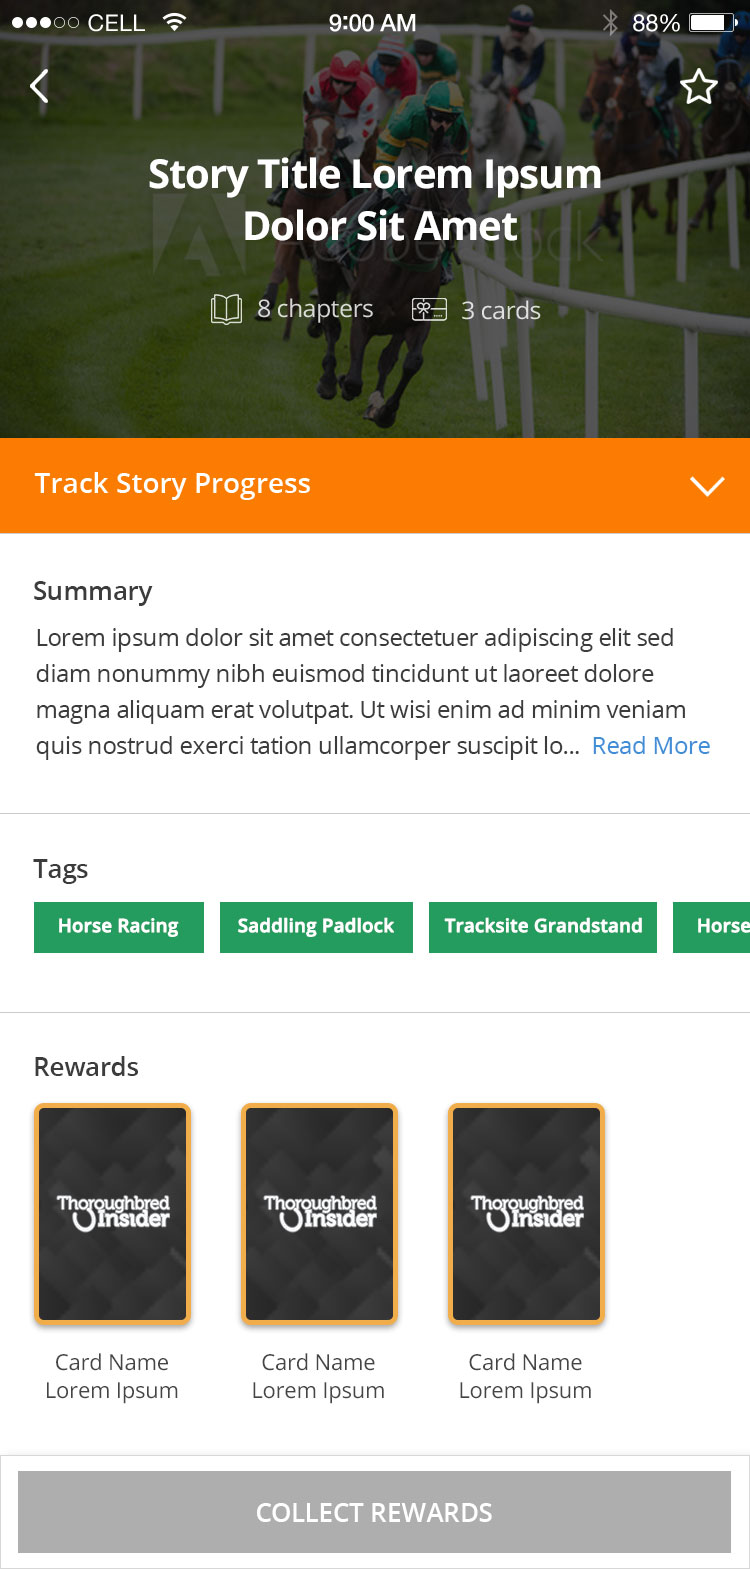 CELL 9:00 AM 88%
Story Title Lorem Ipsum
Dolor Sit Amet
Adobe Stock
8 chapters 3 cards
Track Story Progress
Summary
Lorem ipsum dolor sit amet consectetuer adipiscing elit sed
diam nonummy nibh euismod tincidunt ut laoreet dolore
magna aliquam erat volutpat. Ut wisi enim ad minim veniam
quis nostrud exerci tation ullamcorper suscipit lo... Read More
Tags
Horse Racing Saddling Padlock Tracksite Grandstand Horse
Rewards
Thoroughbred Thoroughbred Thoroughbred
Insider Insider Insider
Card Name Card Name Card Name
Lorem Ipsum Lorem Ipsum Lorem Ipsum
COLLECT REWARDS